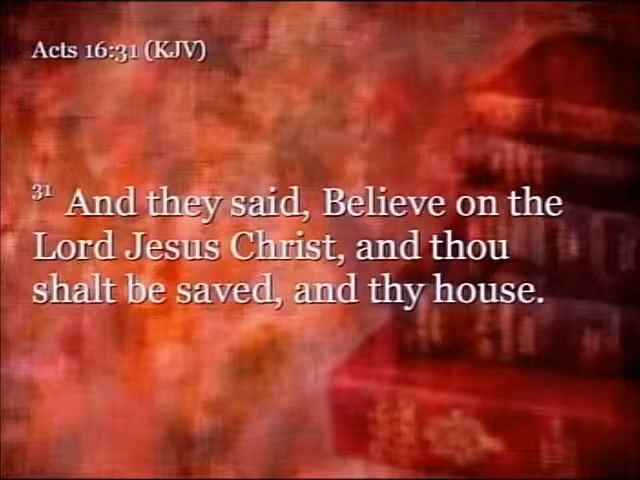 Acts 16:31 (KJV)
31 And they said, Believe on the
Lord Jesus Christ, and thou
shalt be saved, and thy house.